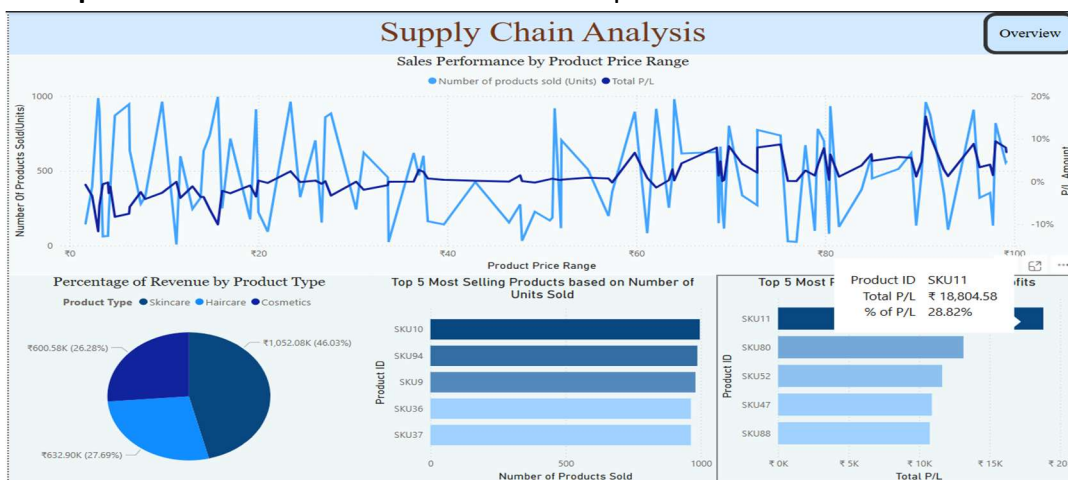 Supply Chain Analysis
Overview
Sales Performance by Product Price Range
Number of products sold (Units) Total P/L
Number Of Products Sold(Units)
1000
500
0
20%
10%
0%
-10%
P/L Amount
₹0
₹20
₹40
₹60
₹80
₹100
Product Price Range
Percentage of Revenue by Product Type
Product Type Skincare Haircare Cosmetics
₹600.58K (26.28%)
₹1,052.08K (46.03%)
₹632.90K (27.69%)
Top 5 Most Selling Products based on Number of
Units Sold
Product ID
SKU10
SKU94
SKU9
SKU36
SKU37
0
500
1000
Number of Products Sold
Top 5 Most
Product ID SKU11
Total P/L ₹ 18,804.58
% of P/L 28.82%
Product ID
SKU11
SKU80
SKU52
SKU47
SKU88
₹ 0K
₹ 5K
₹ 10K
₹ 15K
₹ 20
Total P/L